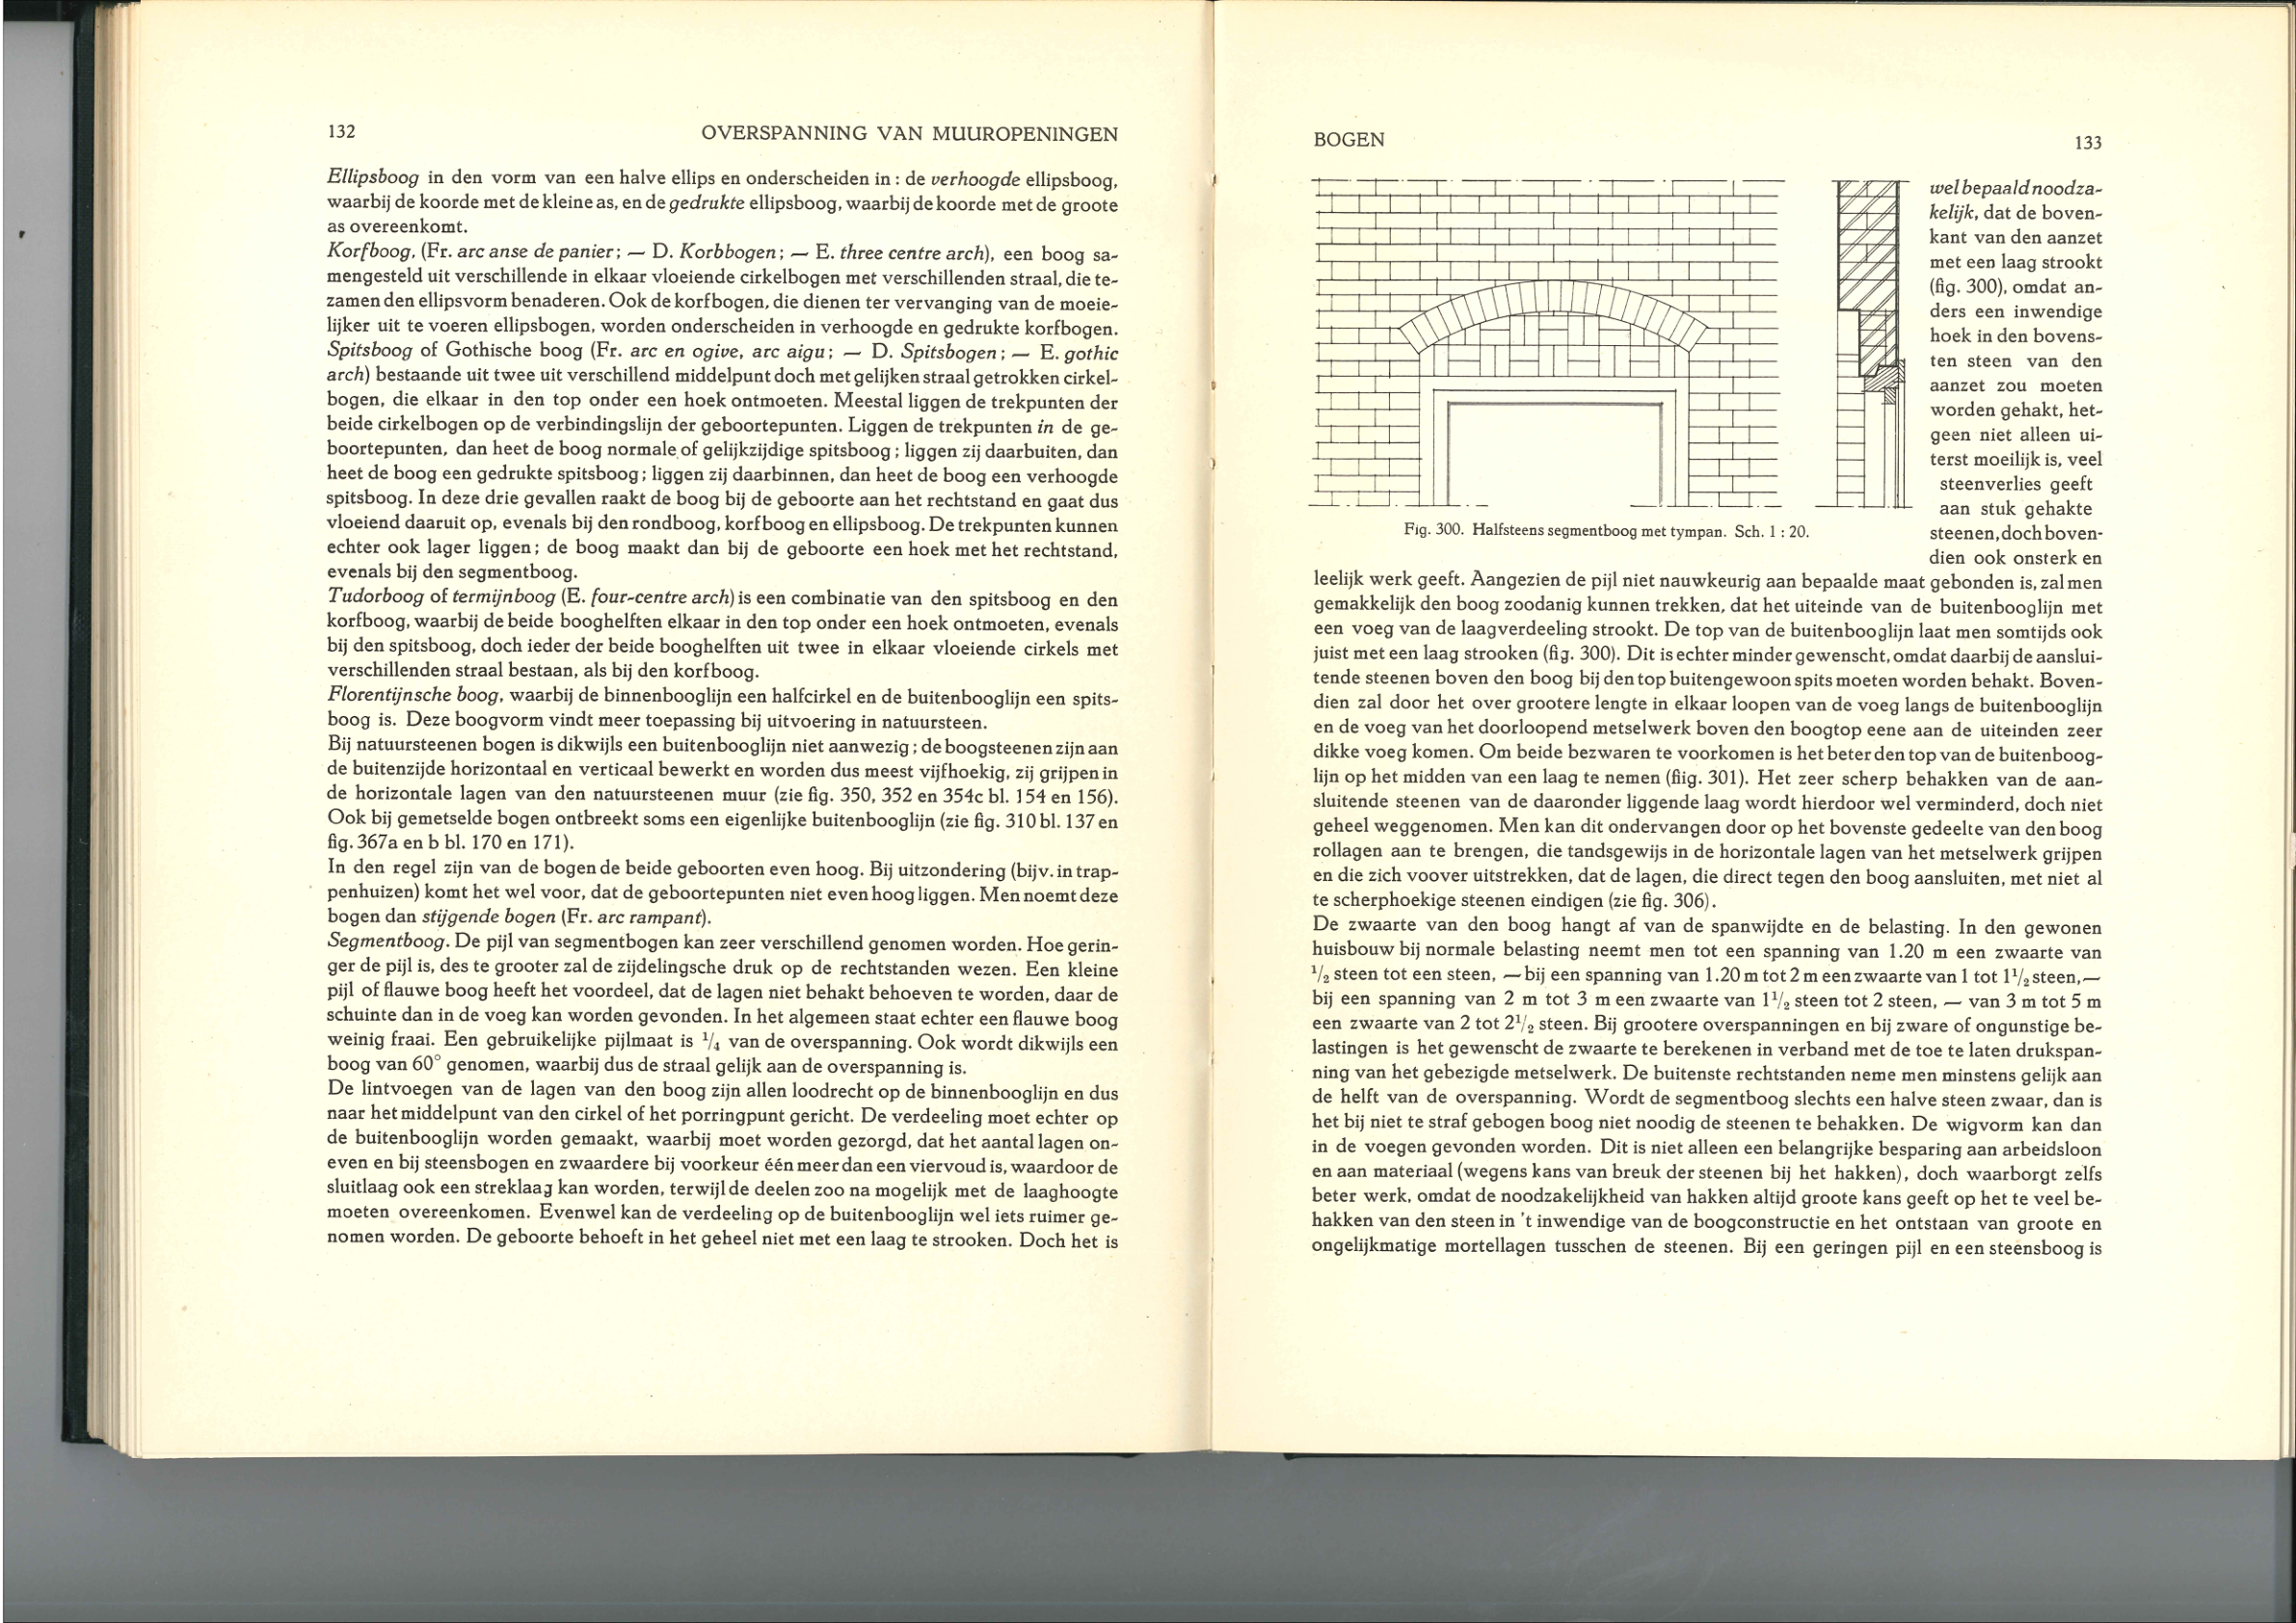 132 OVERSPANNING VAN MUUROPENINGEN
Ellipsboog in den vorm van een halve ellips en onderscheiden in : de verhoogde ellipsboog,
waarbij de koorde met de kleine as, en de gedrukte ellipsboog, waarbij de koorde met de groote
as overeenkomt.
Korfboog, (Fr. arc anse de panier; — D. Korbbogen; — E. three centre arch), een boog sa-
mengesteld uit verschillende in elkaar vloeiende cirkelbogen met verschillenden straal, die te-
zamen den ellipsvorm benaderen. Ook de korfbogen, die dienen ter vervanging van de moeie-
lijker uit te voeren ellipsbogen, worden onderscheiden in verhoogde en gedrukte korfbogen.
Spitsboog of Gothische boog (Fr. arc en ogive, arc aigu; — D. Spitsbogen; — E. gothic
arch) bestaande uit twee uit verschillend middelpunt doch met gelijken straal getrokken cirkel-
bogen, die elkaar in den top onder een hoek ontmoeten. Meestal liggen de trekpunten der
beide cirkelbogen op de verbindingslijn der geboortepunten. Liggen de trekpunten in de ge-
boortepunten, dan heet de boog normale of gelijkzijdige spitsboog; liggen zij daarbuiten, dan
heet de boog een gedrukte spitsboog; liggen zij daarbinnen, dan heet de boog een verhoogde
spitsboog. In deze drie gevallen raakt de boog bij de geboorte aan het rechtstand en gaat dus
vloeiend daaruit op, evenals bij den rondboog, korfboog en ellipsboog. De trekpunten kunnen
echter ook lager liggen; de boog maakt dan bij de geboorte een hoek met het rechtstand,
evenals bij den segmentboog.
Tudorboog of termijnboog (E. four-centre arch) is een combinatie van den spitsboog en den
korfboog, waarbij de beide booghelften elkaar in den top onder een hoek ontmoeten, evenals
bij den spitsboog, doch ieder der beide booghelften uit twee in elkaar vloeiende cirkels met
verschillenden straal bestaan, als bij den korfboog.
Florentijnsche boog, waarbij de binnenbooglijn een halfcirkel en de buitenbooglijn een spits-
boog is. Deze boogvorm vindt meer toepassing bij uitvoering in natuursteen.
Bij natuursteenen bogen is dikwijls een buitenbooglijn niet aanwezig; de boogsteenen zijn aan
de buitenzijde horizontaal en verticaal bewerkt en worden dus meest vijfhoekig, zij grijpen in
de horizontale lagen van den natuursteenen muur (zie fig. 350, 352 en 354c bl. 154 en 156).
Ook bij gemetselde bogen ontbreekt soms een eigenlijke buitenbooglijn (zie fig. 310 bl. 137 en
fig. 367a en b bl. 170 en 171).
In den regel zijn van de bogen de beide geboorten even hoog. Bij uitzondering (bijv. in trap-
penhuizen) komt het wel voor, dat de geboortepunten niet even hoog liggen. Men noemt deze
bogen dan stijgende bogen (Fr. arc rampant).
Segmentboog. De pijl van segmentbogen kan zeer verschillend genomen worden. Hoe gerin-
ger de pijl is, des te grooter zal de zijdelingsche druk op de rechtstanden wezen. Een kleine
pijl of flauwe boog heeft het voordeel, dat de lagen niet behakt behoeven te worden, daar de
schuinte dan in de voeg kan worden gevonden. In het algemeen staat echter een flauwe boog
weinig fraai. Een gebruikelijke pijlmaat is 1/4 van de overspanning. Ook wordt dikwijls een
boog van 60° genomen, waarbij dus de straal gelijk aan de overspanning is.
De lintvoegen van de lagen van den boog zijn allen loodrecht op de binnenbooglijn en dus
naar het middelpunt van den cirkel of het porringpunt gericht. De verdeeling moet echter op
de buitenbooglijn worden gemaakt, waarbij moet worden gezorgd, dat het aantal lagen on-
even en bij steensbogen en zwaardere bij voorkeur één meer dan een viervoud is, waardoor de
sluitlaag ook een streklaag kan worden, terwijl de deelen zoo na mogelijk met de laaghoogte
moeten overeenkomen. Evenwel kan de verdeeling op de buitenbooglijn wel iets ruimer ge-
nomen worden. De geboorte behoeft in het geheel niet met een laag te strooken. Doch het is
BOGEN 133
wel bepaald noodza-
kelijk, dat de boven-
kant van den aanzet
met een laag strookt
(fig. 300), omdat an-
ders een inwendige
hoek in den bovens-
ten steen van den
aanzet zou moeten
worden gehakt, het-
geen niet alleen ui-
terst moeilijk is, veel
steenverlies geeft
aan stuk gehakte
steenen, doch boven-
dien ook onsterk en
Fig. 300. Halfsteens segmentboog met tympan. Sch. 1 : 20.
leelijk werk geeft. Aangezien de pijl niet nauwkeurig aan bepaalde maat gebonden is, zal men
gemakkelijk den boog zoodanig kunnen trekken, dat het uiteinde van de buitenbooglijn met
een voeg van de laagverdeeling strookt. De top van de buitenbooglijn laat men somtijds ook
juist met een laag strooken (fig. 300). Dit is echter minder gewenscht, omdat daarbij de aanslui-
tende steenen boven den boog bij den top buitengewoon spits moeten worden behakt. Boven-
dien zal door het over grootere lengte in elkaar loopen van de voeg langs de buitenbooglijn
en de voeg van het doorloopend metselwerk boven den boogtop eene aan de uiteinden zeer
dikke voeg komen. Om beide bezwaren te voorkomen is het beter den top van de buitenboog-
lijn op het midden van een laag te nemen (fiig. 301). Het zeer scherp behakken van de aan-
sluitende steenen van de daaronder liggende laag wordt hierdoor wel verminderd, doch niet
geheel weggenomen. Men kan dit ondervangen door op het bovenste gedeelte van den boog
rollagen aan te brengen, die tandsgewijs in de horizontale lagen van het metselwerk grijpen
en die zich voover uitstrekken, dat de lagen, die direct tegen den boog aansluiten, met niet al
te scherphoekige steenen eindigen (zie fig. 306).
De zwaarte van den boog hangt af van de spanwijdte en de belasting. In den gewonen
huisbouw bij normale belasting neemt men tot een spanning van 1.20 m een zwaarte van
1/2 steen tot een steen, — bij een spanning van 1.20 m tot 2 m een zwaarte van 1 tot 1 1/2 steen, —
bij een spanning van 2 m tot 3 m een zwaarte van 1 1/2 steen tot 2 steen, — van 3 m tot 5 m
een zwaarte van 2 tot 2 1/2 steen. Bij grootere overspanningen en bij zware of ongunstige be-
lastingen is het gewenscht de zwaarte te berekenen in verband met de toe te laten drukspan-
ning van het gebezigde metselwerk. De buitenste rechtstanden neme men minstens gelijk aan
de helft van de overspanning. Wordt de segmentboog slechts een halve steen zwaar, dan is
het bij niet te straf gebogen boog niet noodig de steenen te behakken. De wigvorm kan dan
in de voegen gevonden worden. Dit is niet alleen een belangrijke besparing aan arbeidsloon
en aan materiaal (wegens kans van breuk der steenen bij het hakken), doch waarborgt zelfs
beter werk, omdat de noodzakelijkheid van hakken altijd groote kans geeft op het te veel be-
hakken van den steen in 't inwendige van de boogconstructie en het ontstaan van groote en
ongelijkmatige mortellagen tusschen de steenen. Bij een geringen pijl en een steensboog is